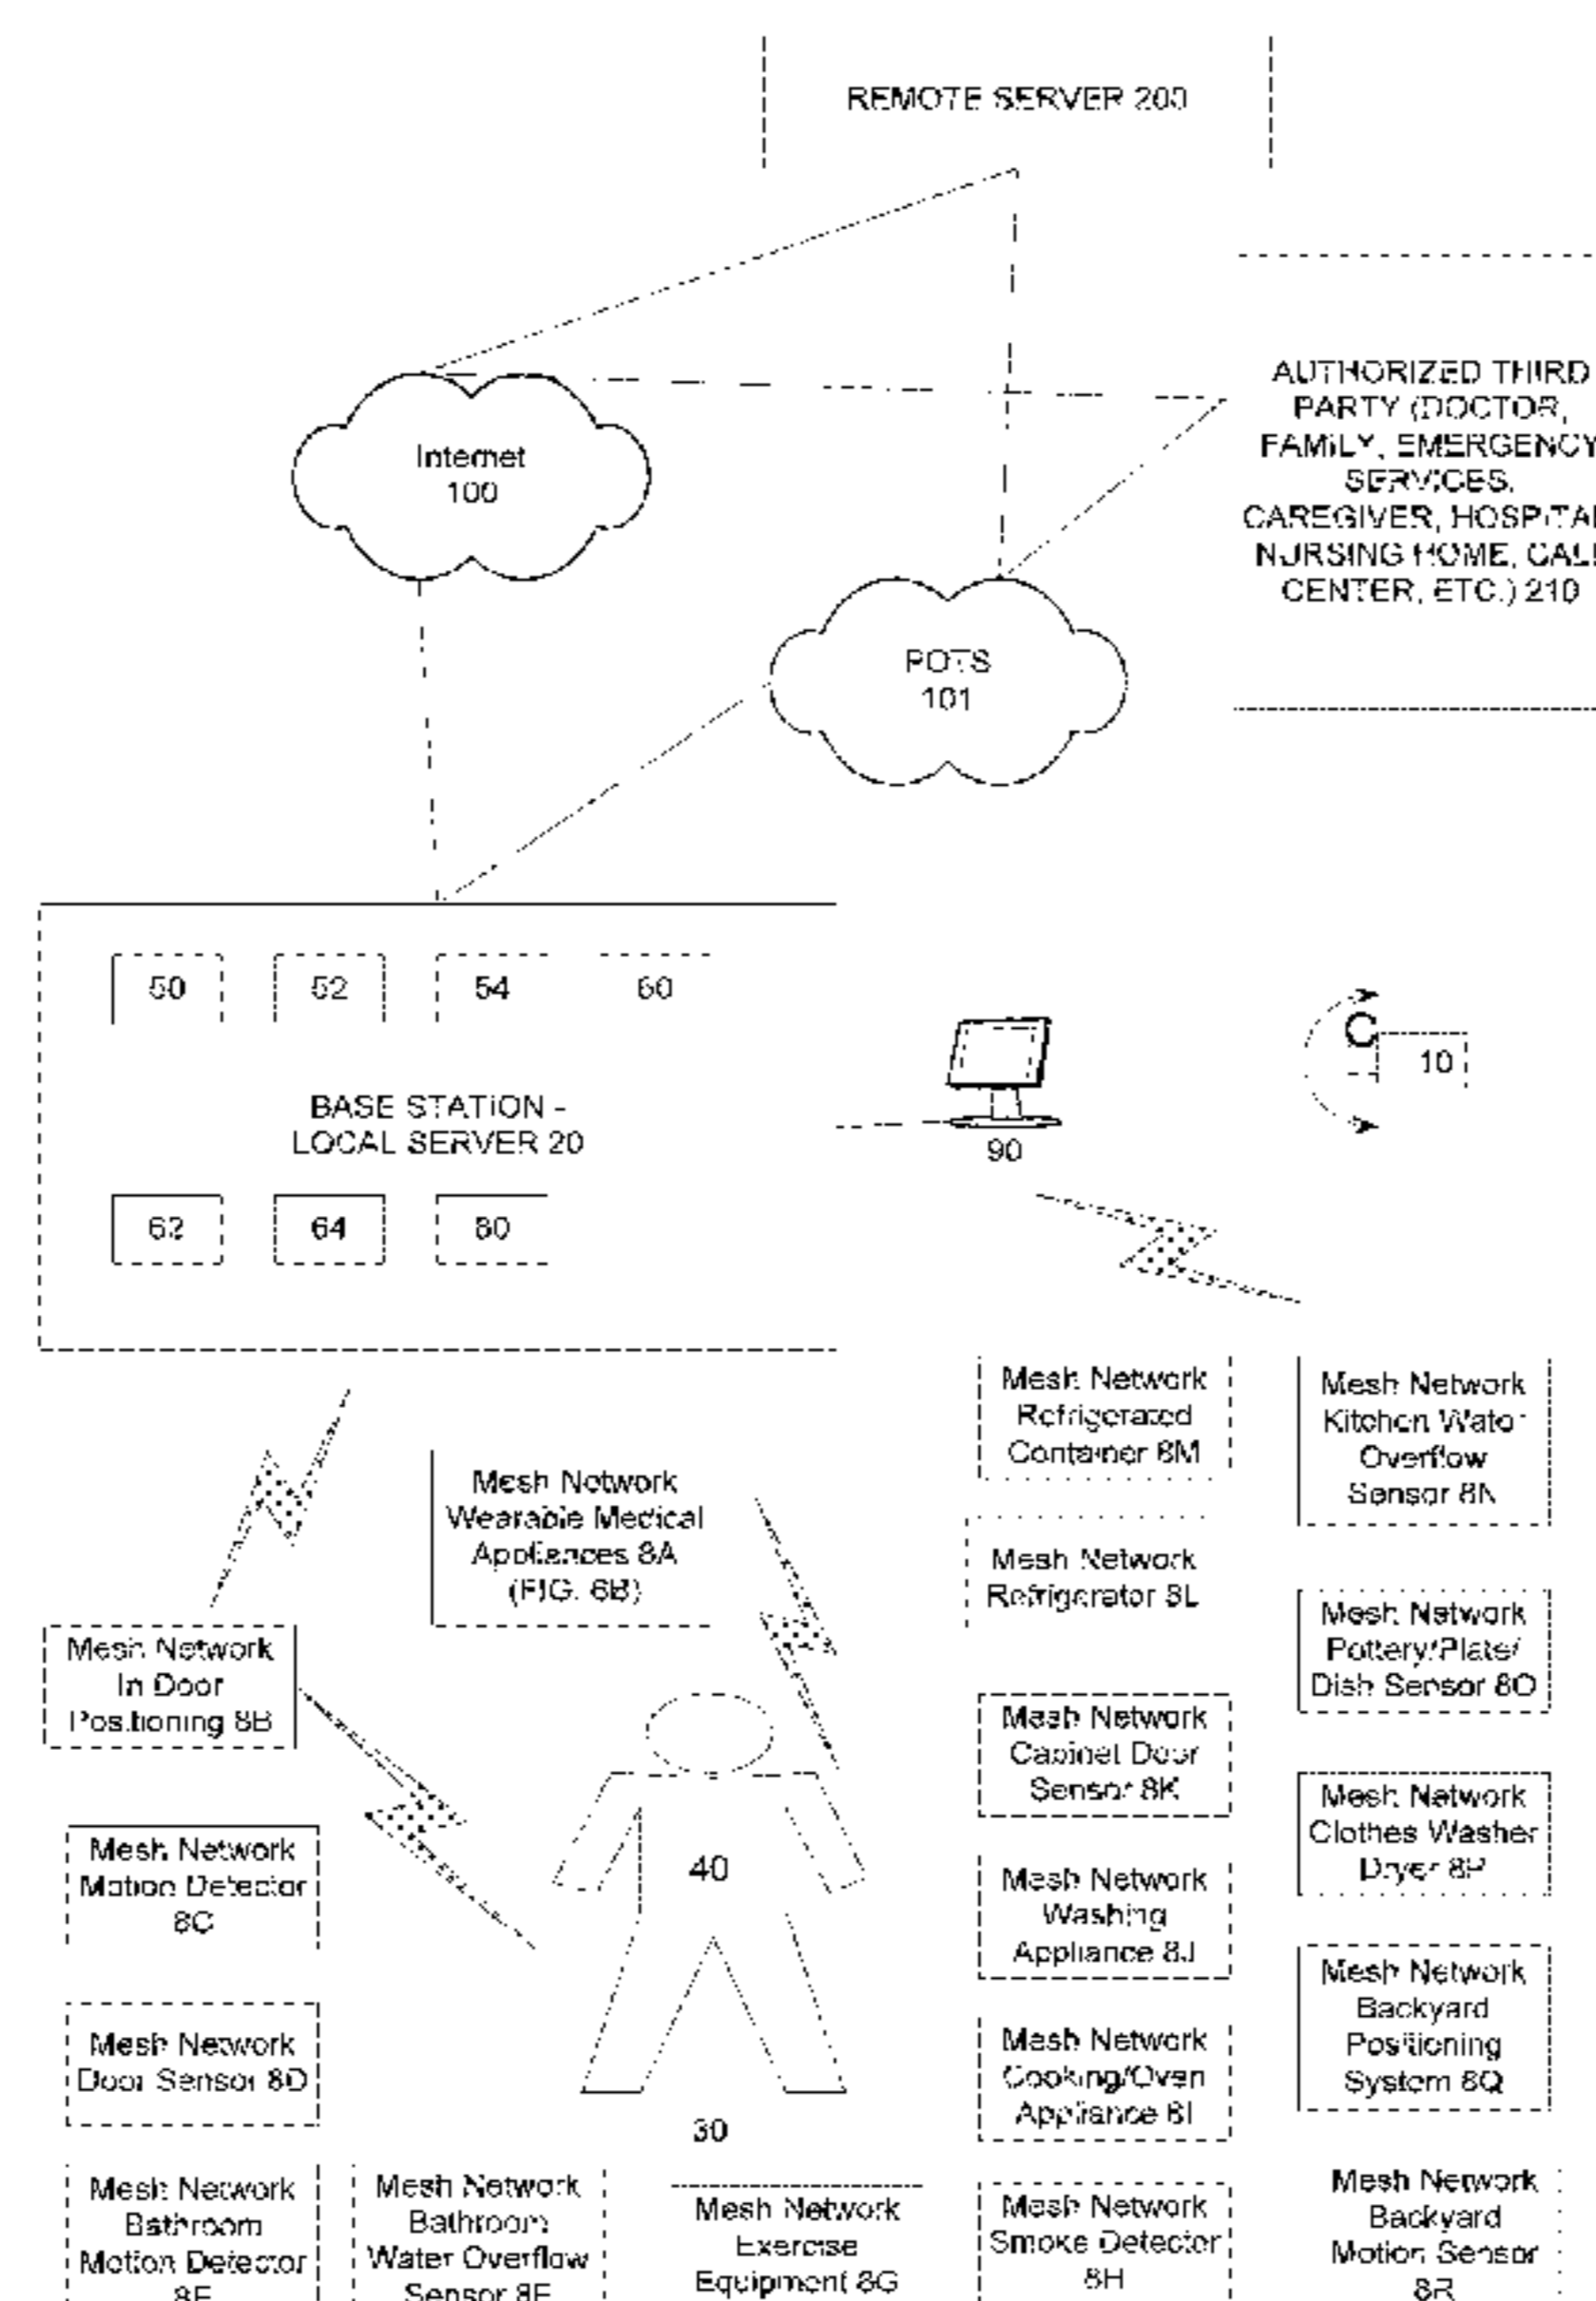 REMOTE SERVER 200
AUTHORIZED THIRD
PARTY (DOCTOR,
FAMILY, EMERGENCY
SERVICES,
CAREGIVER, HOSPITAL
NURSING HOME, CALL
CENTER, ETC.) 210
Internet
100
POTS
101
50
52
54
60
BASE STATION -
LOCAL SERVER 20
62
64
80
90
C
10
Mesh Network
Wearable Medical
Appliances 8A
(FIG. 6B)
Mesh Network
In Door
Positioning 8B
Mesh Network
Motion Detector
8C
Mesh Network
Door Sensor 8D
Mesh Network
Bathroom
Motion Detector
8E
Mesh Network
Bathroom
Water Overflow
Sensor 8F
40
30
Mesh Network
Exercise
Equipment 8G
Mesh Network
Refrigerated
Container 8M
Mesh Network
Refrigerator 8L
Mesh Network
Cabinet Door
Sensor 8K
Mesh Network
Washing
Appliance 8J
Mesh Network
Cooking/Oven
Appliance 8I
Mesh Network
Smoke Detector
8H
Mesh Network
Kitchen Water
Overflow
Sensor 8N
Mesh Network
Pottery/Plate/
Dish Sensor 8O
Mesh Network
Clothes Washer
Dryer 8P
Mesh Network
Backyard
Positioning
System 8Q
Mesh Network
Backyard
Motion Sensor
8R